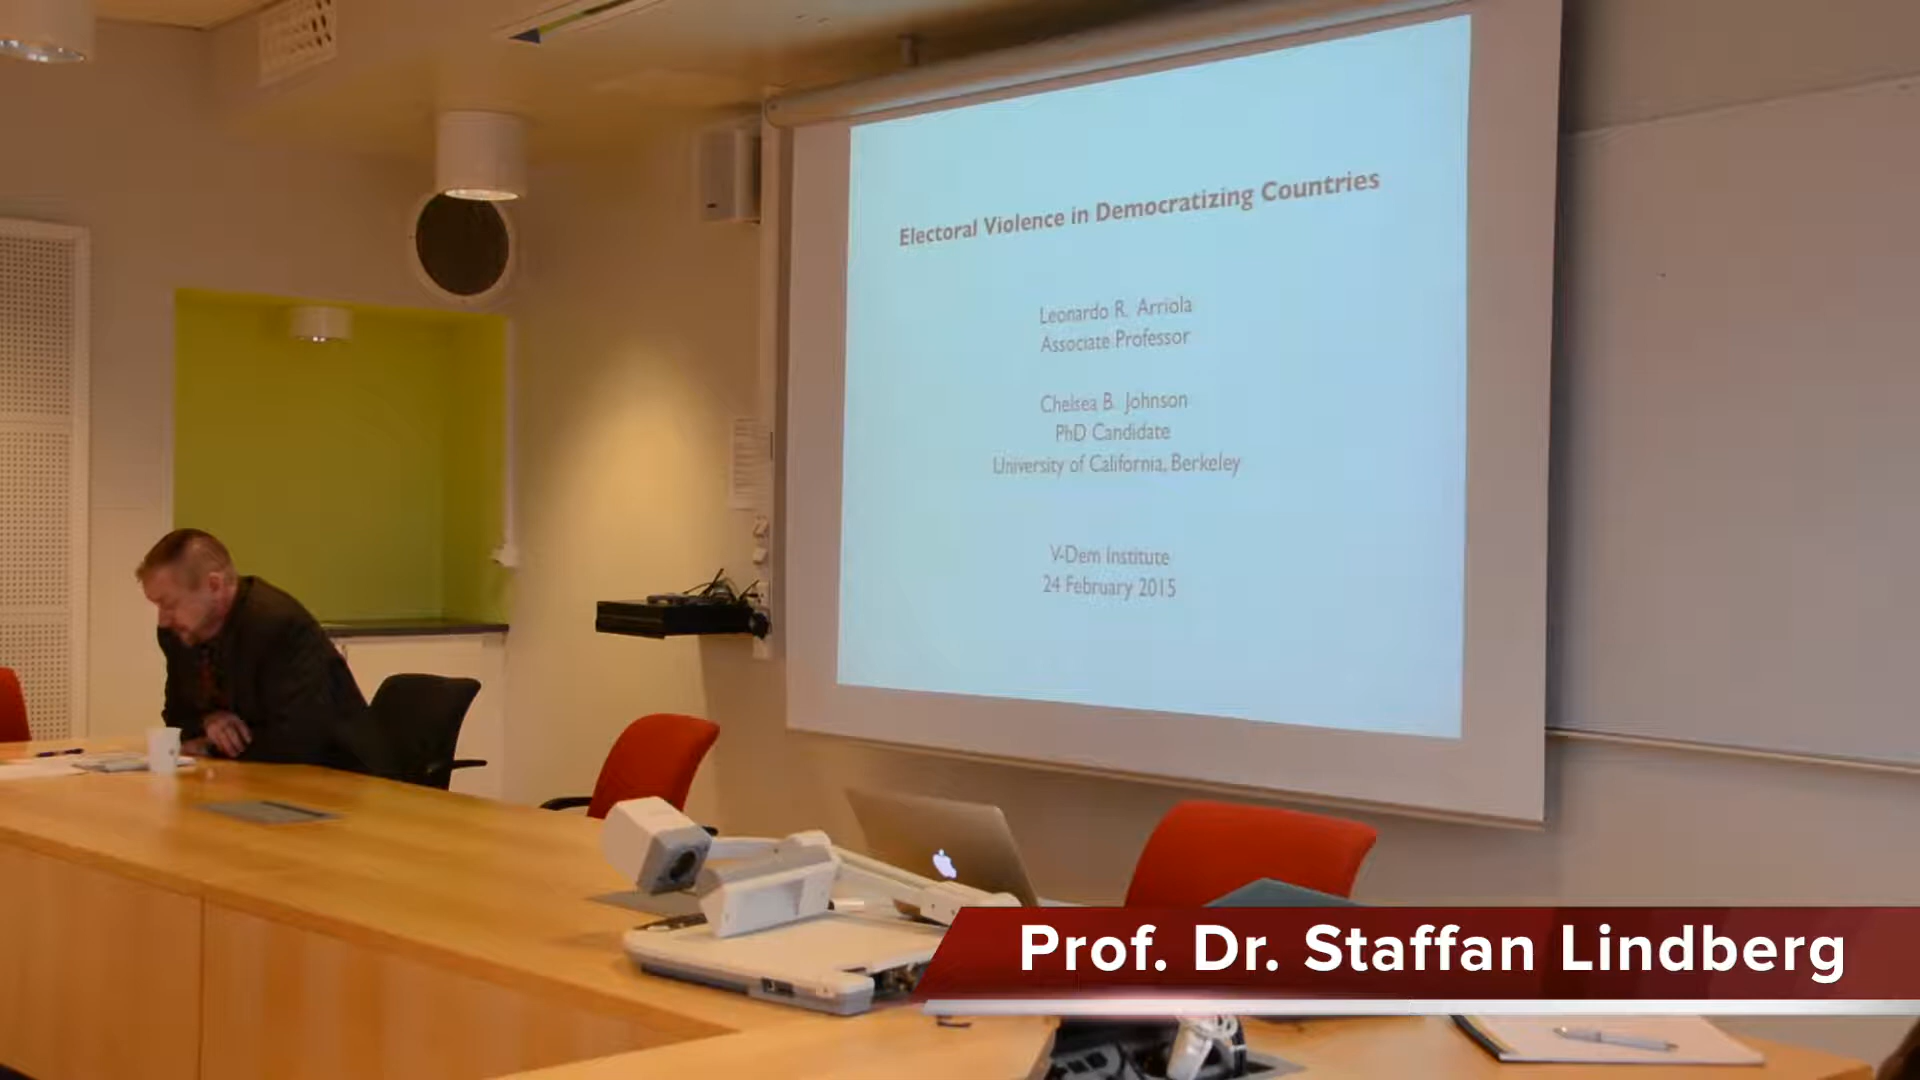 Electoral Violence in Democratizing Countries
Leonardo R. Arriola
Associate Professor
Chelsea B. Johnson
PhD Candidate
University of California, Berkeley
V-Dem Institute
24 February 2015
Prof. Dr. Staffan Lindberg